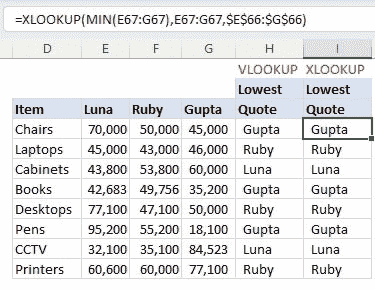 =XLOOKUP(MIN(E67:G67),E67:G67,$E$66:$G$66)
D E F G H I
VLOOKUP XLOOKUP
Lowest Lowest
Item Luna Ruby Gupta Quote Quote
Chairs 70,000 50,000 45,000 Gupta Gupta
Laptops 45,000 43,000 46,000 Ruby Ruby
Cabinets 43,800 53,800 60,000 Luna Luna
Books 42,683 49,756 35,200 Gupta Gupta
Desktops 77,100 47,100 50,000 Ruby Ruby
Pens 95,200 55,200 18,100 Gupta Gupta
CCTV 32,100 35,100 84,523 Luna Luna
Printers 60,600 60,000 77,100 Ruby Ruby